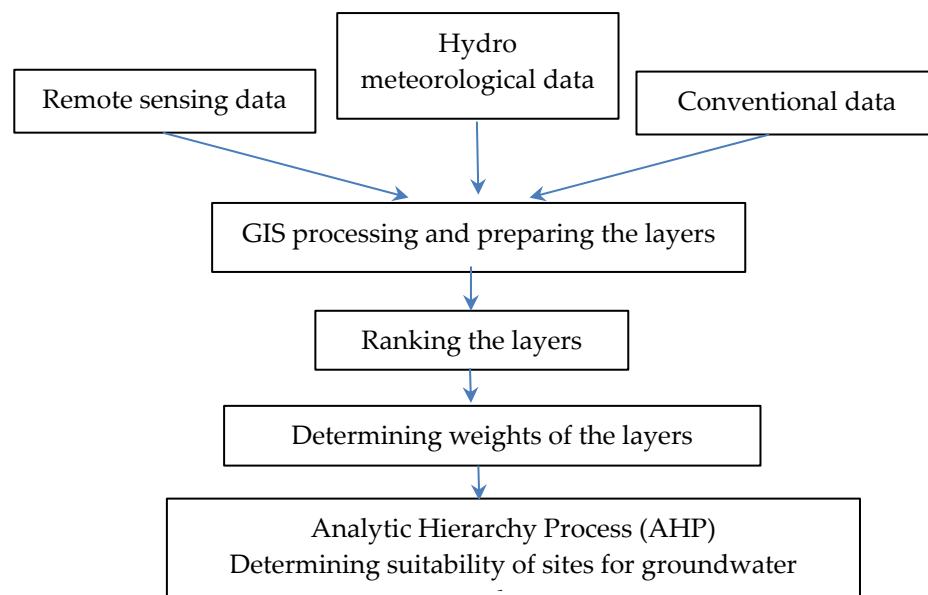 Hydro
meteorological data
Remote sensing data
Conventional data
GIS processing and preparing the layers
Ranking the layers
Determining weights of the layers
Analytic Hierarchy Process (AHP)
Determining suitability of sites for groundwater